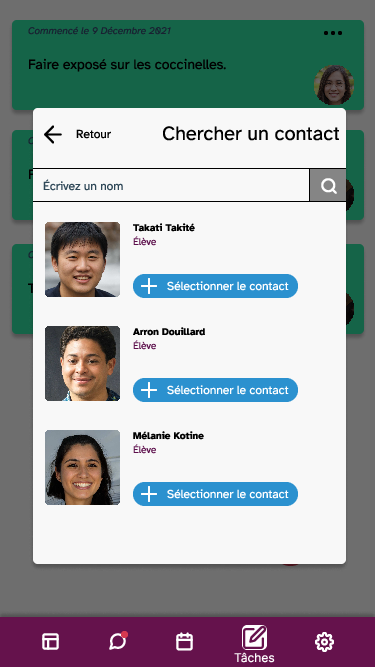 Commencé le 9 Décembre 2021
Faire exposé sur les coccinelles.
Retour
Chercher un contact
Écrivez un nom
Takati Takité
Élève
Sélectionner le contact
Arron Douillard
Élève
Sélectionner le contact
Mélanie Kotine
Élève
Sélectionner le contact
Tâches